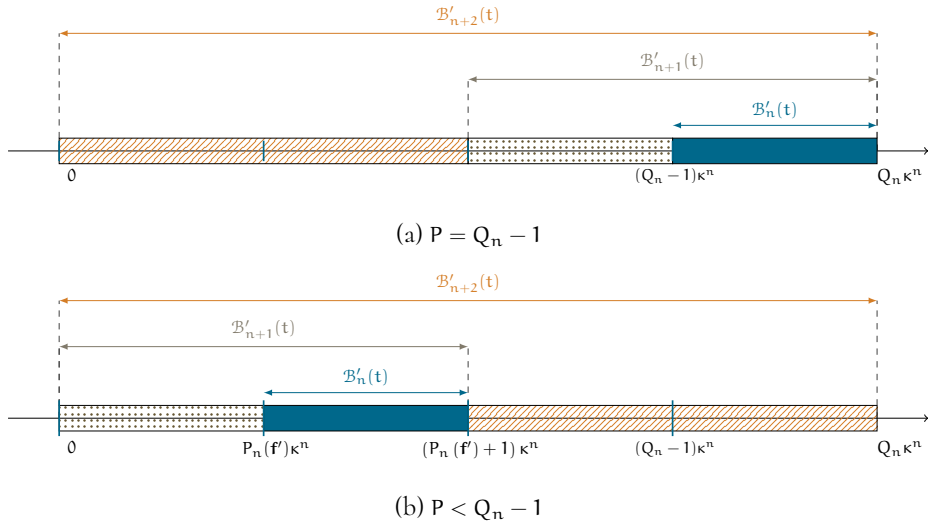 ℬ′ₙ₊₂(t)
ℬ′ₙ₊₁(t)
ℬ′ₙ(t)
0 (Qₙ − 1)κⁿ Qₙκⁿ
(a) P = Qₙ − 1
ℬ′ₙ₊₂(t)
ℬ′ₙ₊₁(t)
ℬ′ₙ(t)
0 Pₙ(f′)κⁿ (Pₙ (f′) + 1) κⁿ (Qₙ − 1)κⁿ Qₙκⁿ
(b) P < Qₙ − 1